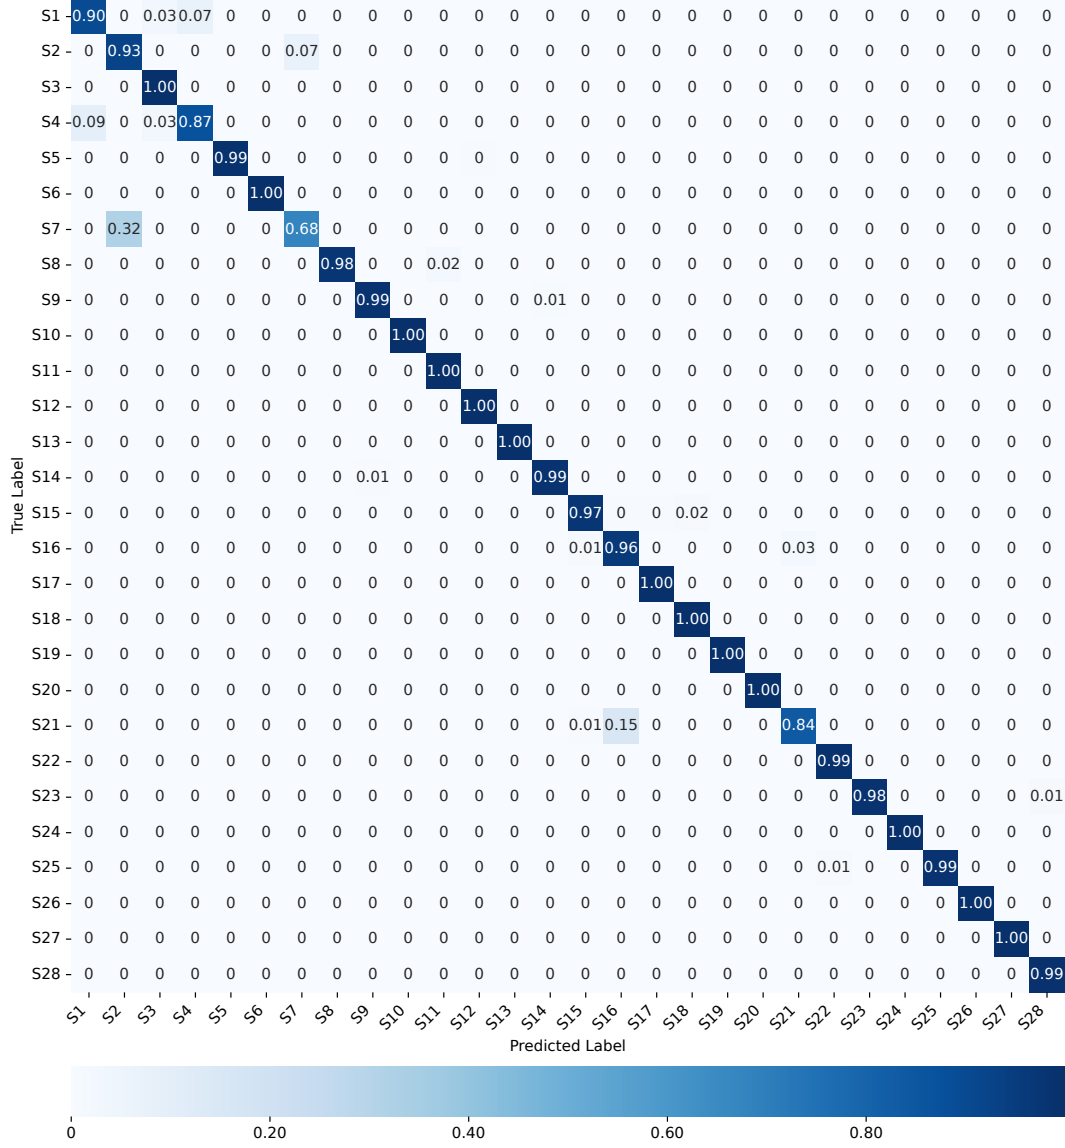 S1 0.90 0 0.03 0.07 0 0 0 0 0 0 0 0 0 0 0 0 0 0 0 0 0 0 0 0 0 0 0 0
S2 0 0.93 0 0 0 0 0.07 0 0 0 0 0 0 0 0 0 0 0 0 0 0 0 0 0 0 0 0 0
S3 0 0 1.00 0 0 0 0 0 0 0 0 0 0 0 0 0 0 0 0 0 0 0 0 0 0 0 0 0
S4 0.09 0 0.03 0.87 0 0 0 0 0 0 0 0 0 0 0 0 0 0 0 0 0 0 0 0 0 0 0 0
S5 0 0 0 0 0.99 0 0 0 0 0 0 0 0 0 0 0 0 0 0 0 0 0 0 0 0 0 0 0
S6 0 0 0 0 0 1.00 0 0 0 0 0 0 0 0 0 0 0 0 0 0 0 0 0 0 0 0 0 0
S7 0 0.32 0 0 0 0 0.68 0 0 0 0 0 0 0 0 0 0 0 0 0 0 0 0 0 0 0 0 0
S8 0 0 0 0 0 0 0 0.98 0 0 0.02 0 0 0 0 0 0 0 0 0 0 0 0 0 0 0 0 0
S9 0 0 0 0 0 0 0 0 0.99 0 0 0 0 0.01 0 0 0 0 0 0 0 0 0 0 0 0 0 0
S10 0 0 0 0 0 0 0 0 0 1.00 0 0 0 0 0 0 0 0 0 0 0 0 0 0 0 0 0 0
S11 0 0 0 0 0 0 0 0 0 0 1.00 0 0 0 0 0 0 0 0 0 0 0 0 0 0 0 0 0
S12 0 0 0 0 0 0 0 0 0 0 0 1.00 0 0 0 0 0 0 0 0 0 0 0 0 0 0 0 0
S13 0 0 0 0 0 0 0 0 0 0 0 0 1.00 0 0 0 0 0 0 0 0 0 0 0 0 0 0 0
S14 0 0 0 0 0 0 0 0 0.01 0 0 0 0 0.99 0 0 0 0 0 0 0 0 0 0 0 0 0 0
S15 0 0 0 0 0 0 0 0 0 0 0 0 0 0 0.97 0 0 0.02 0 0 0 0 0 0 0 0 0 0
S16 0 0 0 0 0 0 0 0 0 0 0 0 0 0 0.01 0.96 0 0 0 0 0.03 0 0 0 0 0 0 0
S17 0 0 0 0 0 0 0 0 0 0 0 0 0 0 0 0 1.00 0 0 0 0 0 0 0 0 0 0 0
S18 0 0 0 0 0 0 0 0 0 0 0 0 0 0 0 0 0 1.00 0 0 0 0 0 0 0 0 0 0
S19 0 0 0 0 0 0 0 0 0 0 0 0 0 0 0 0 0 0 1.00 0 0 0 0 0 0 0 0 0
S20 0 0 0 0 0 0 0 0 0 0 0 0 0 0 0 0 0 0 0 1.00 0 0 0 0 0 0 0 0
S21 0 0 0 0 0 0 0 0 0 0 0 0 0 0 0.01 0.15 0 0 0 0 0.84 0 0 0 0 0 0 0
S22 0 0 0 0 0 0 0 0 0 0 0 0 0 0 0 0 0 0 0 0 0 0.99 0 0 0 0 0 0
S23 0 0 0 0 0 0 0 0 0 0 0 0 0 0 0 0 0 0 0 0 0 0 0.98 0 0 0 0 0.01
S24 0 0 0 0 0 0 0 0 0 0 0 0 0 0 0 0 0 0 0 0 0 0 0 1.00 0 0 0 0
S25 0 0 0 0 0 0 0 0 0 0 0 0 0 0 0 0 0 0 0 0 0 0.01 0 0 0.99 0 0 0
S26 0 0 0 0 0 0 0 0 0 0 0 0 0 0 0 0 0 0 0 0 0 0 0 0 0 1.00 0 0
S27 0 0 0 0 0 0 0 0 0 0 0 0 0 0 0 0 0 0 0 0 0 0 0 0 0 0 1.00 0
S28 0 0 0 0 0 0 0 0 0 0 0 0 0 0 0 0 0 0 0 0 0 0 0 0 0 0 0 0.99
True Label
S1 S2 S3 S4 S5 S6 S7 S8 S9 S10 S11 S12 S13 S14 S15 S16 S17 S18 S19 S20 S21 S22 S23 S24 S25 S26 S27 S28
Predicted Label
0 0.20 0.40 0.60 0.80